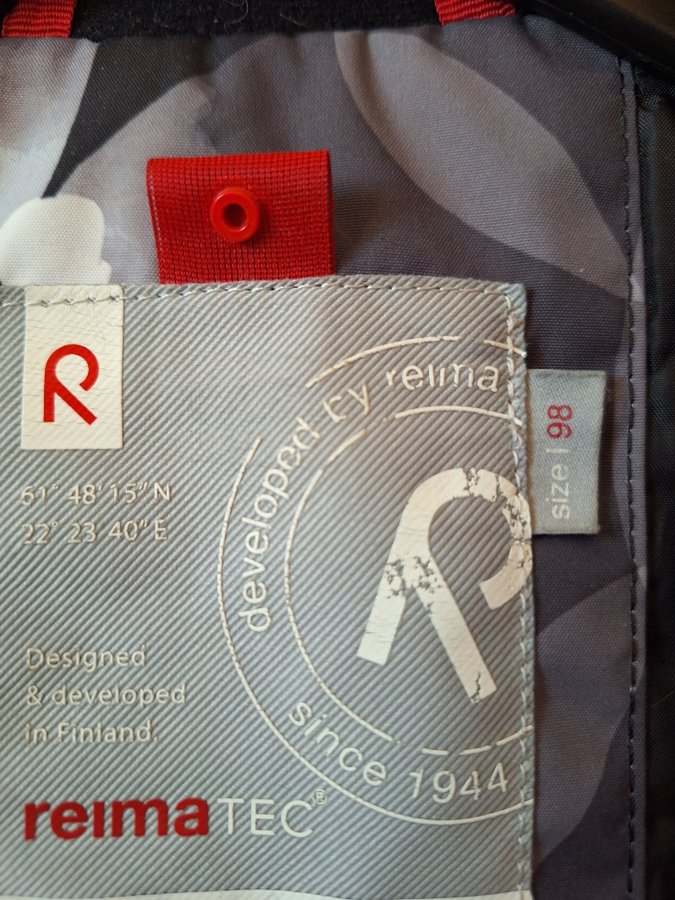 developed by reima
size | 98
61° 48' 15" N
22° 23' 40" E
Designed
& developed
in Finland.
since 1944
reimaTEC®